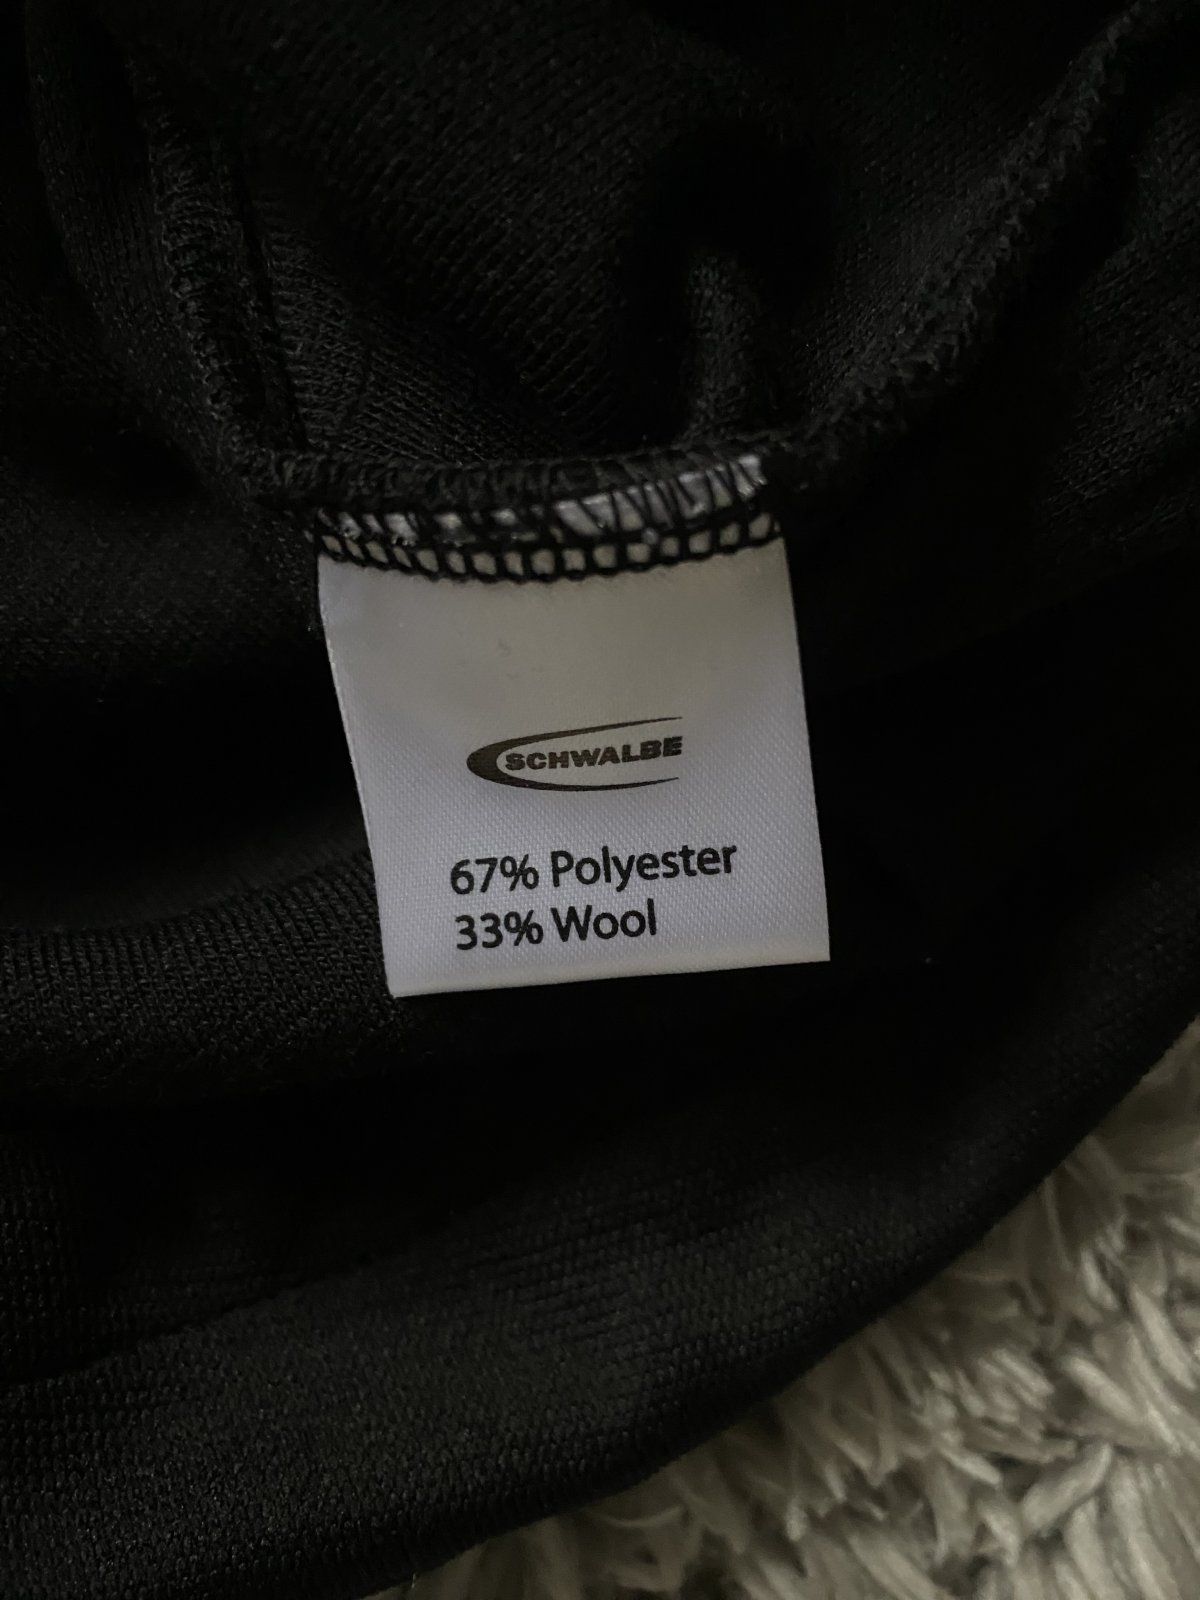 SCHWALBE
67% Polyester
33% Wool